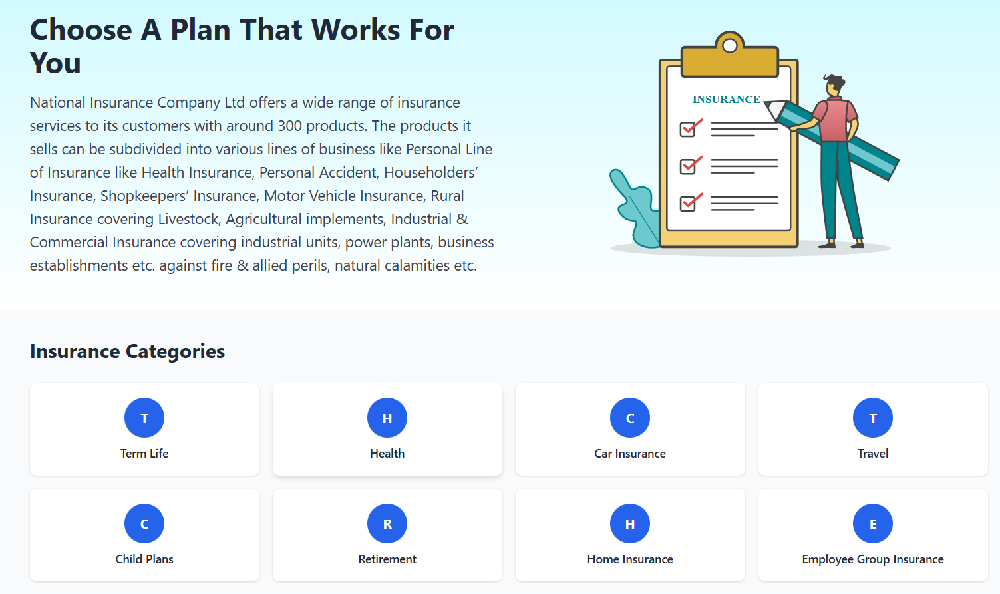 Choose A Plan That Works For
You
National Insurance Company Ltd offers a wide range of insurance
services to its customers with around 300 products. The products it
sells can be subdivided into various lines of business like Personal Line
of Insurance like Health Insurance, Personal Accident, Householders’
Insurance, Shopkeepers’ Insurance, Motor Vehicle Insurance, Rural
Insurance covering Livestock, Agricultural implements, Industrial &
Commercial Insurance covering industrial units, power plants, business
establishments etc. against fire & allied perils, natural calamities etc.
INSURANCE
Insurance Categories
T
H
C
T
Term Life
Health
Car Insurance
Travel
C
R
H
E
Child Plans
Retirement
Home Insurance
Employee Group Insurance